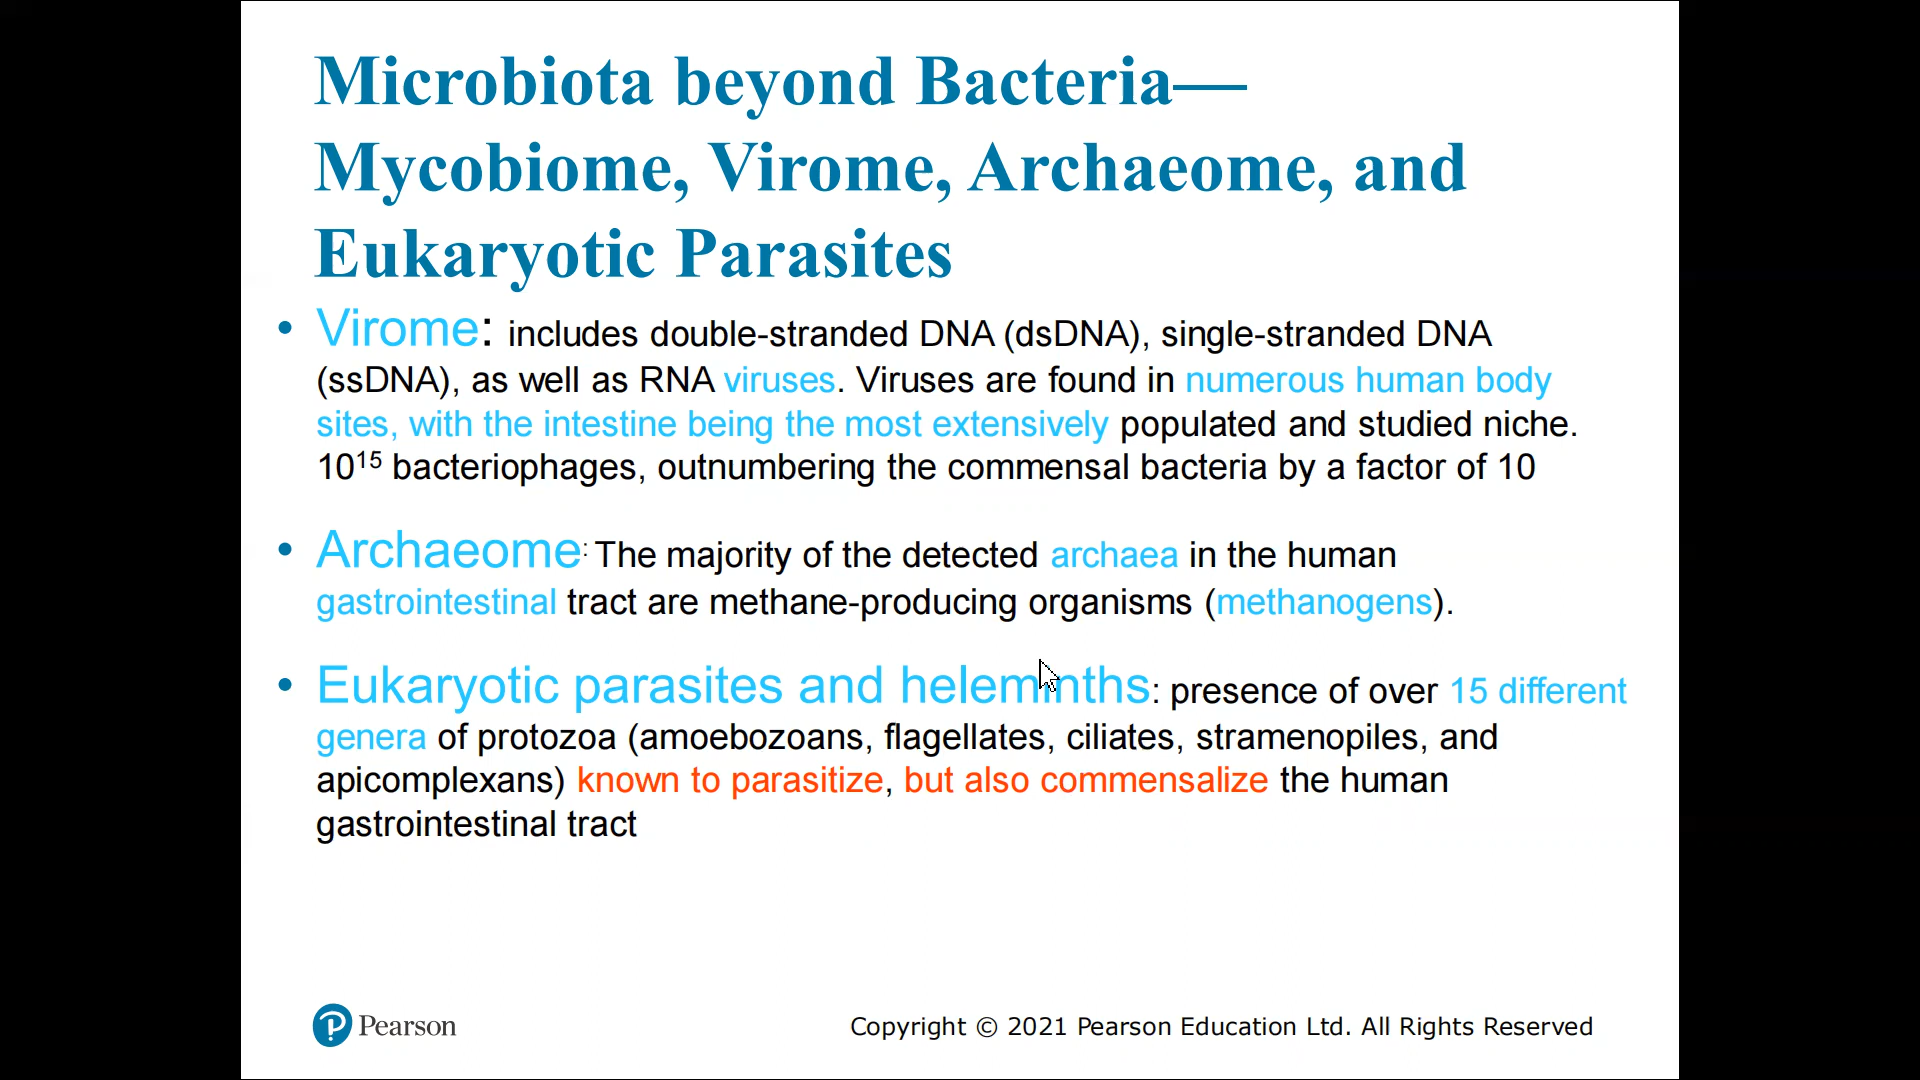 Microbiota beyond Bacteria—
Mycobiome, Virome, Archaeome, and
Eukaryotic Parasites
• Virome: includes double-stranded DNA (dsDNA), single-stranded DNA
(ssDNA), as well as RNA viruses. Viruses are found in numerous human body
sites, with the intestine being the most extensively populated and studied niche.
10¹⁵ bacteriophages, outnumbering the commensal bacteria by a factor of 10
• Archaeome: The majority of the detected archaea in the human
gastrointestinal tract are methane-producing organisms (methanogens).
• Eukaryotic parasites and heleminths: presence of over 15 different
genera of protozoa (amoebozoans, flagellates, ciliates, stramenopiles, and
apicomplexans) known to parasitize, but also commensalize the human
gastrointestinal tract
Pearson
Copyright © 2021 Pearson Education Ltd. All Rights Reserved